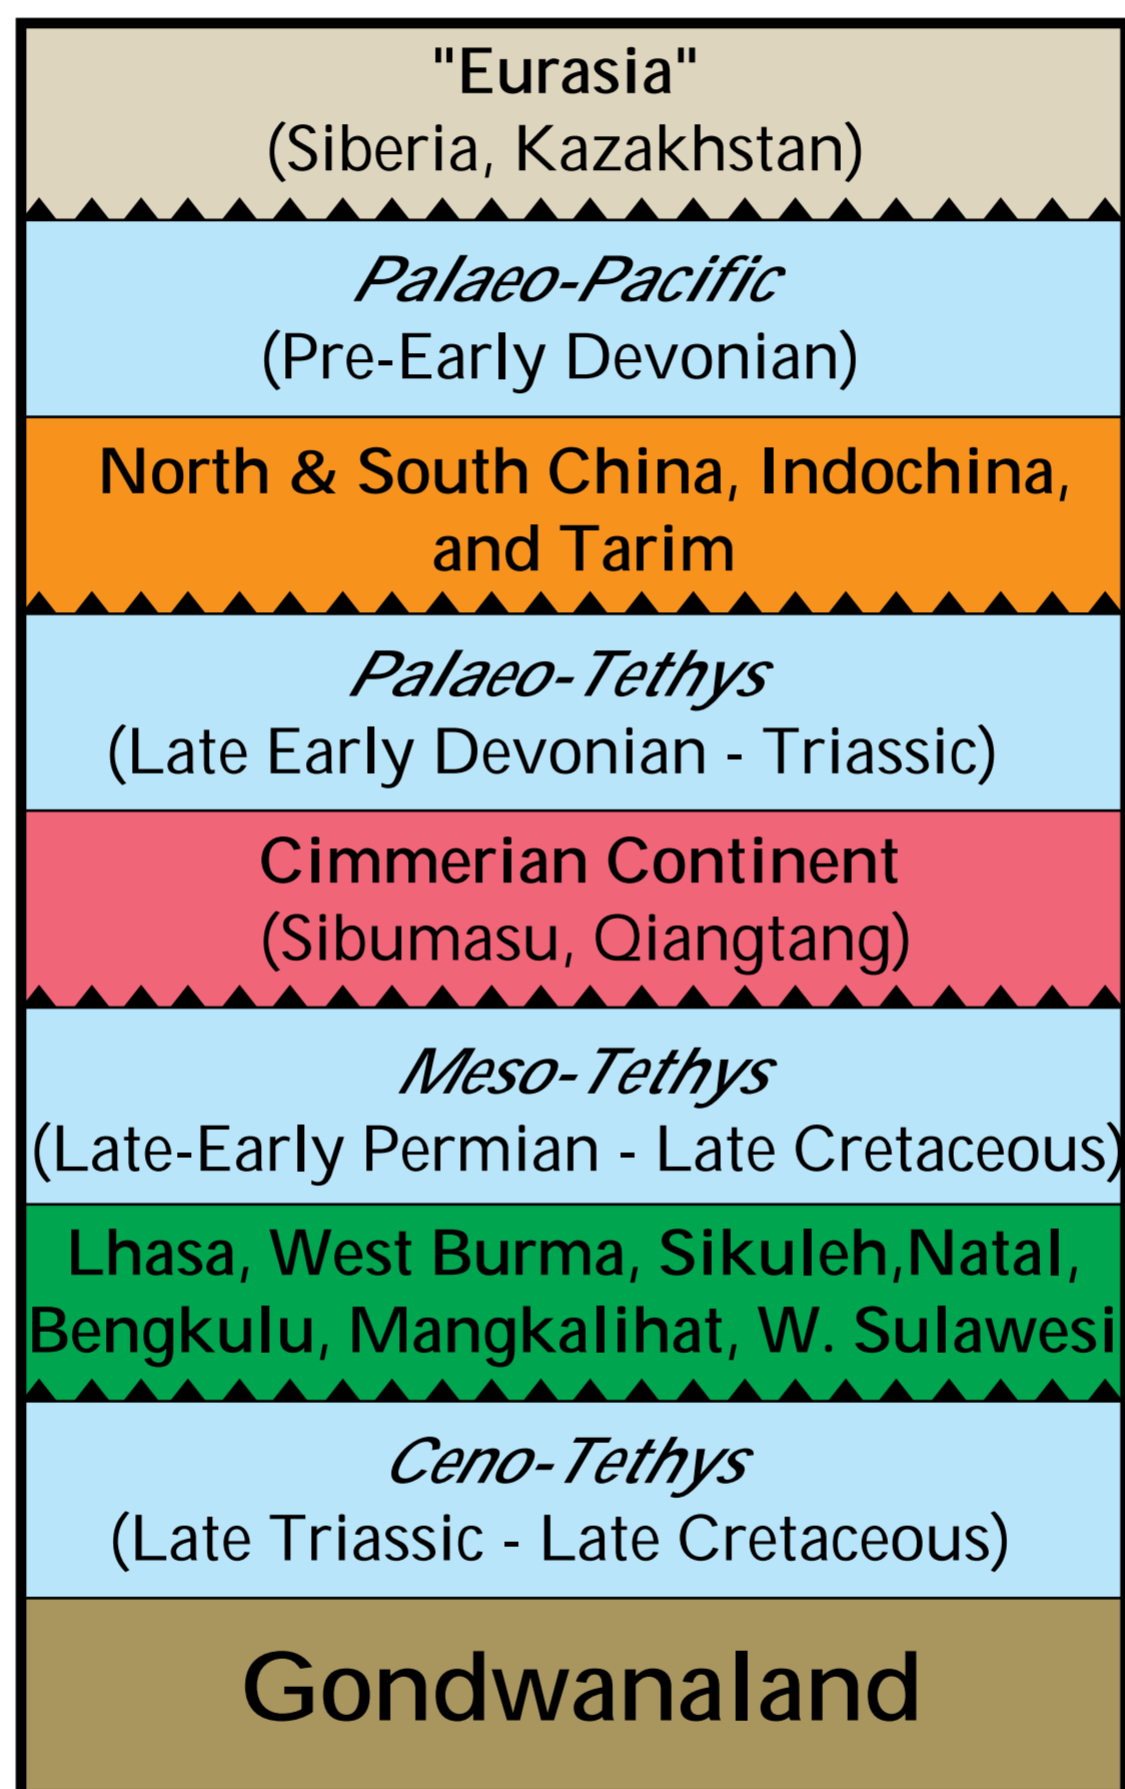 "Eurasia"
(Siberia, Kazakhstan)
Palaeo-Pacific
(Pre-Early Devonian)
North & South China, Indochina,
and Tarim
Palaeo-Tethys
(Late Early Devonian - Triassic)
Cimmerian Continent
(Sibumasu, Qiangtang)
Meso-Tethys
(Late-Early Permian - Late Cretaceous)
Lhasa, West Burma, Sikuleh,Natal,
Bengkulu, Mangkalihat, W. Sulawesi
Ceno-Tethys
(Late Triassic - Late Cretaceous)
Gondwanaland